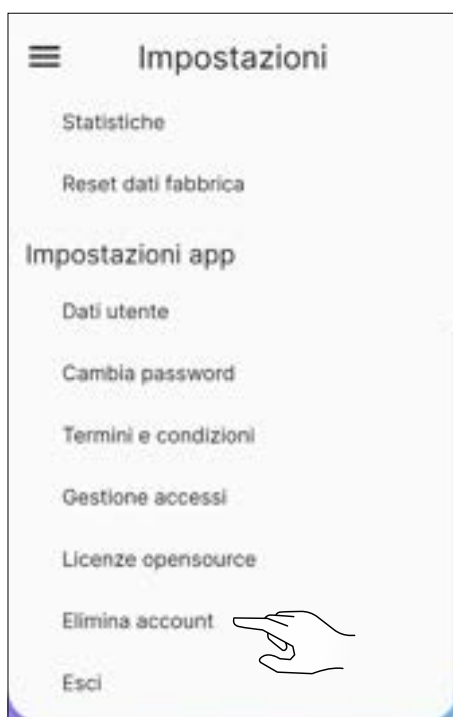 Impostazioni
Statistiche
Reset dati fabbrica
Impostazioni app
Dati utente
Cambia password
Termini e condizioni
Gestione accessi
Licenze opensource
Elimina account
Esci